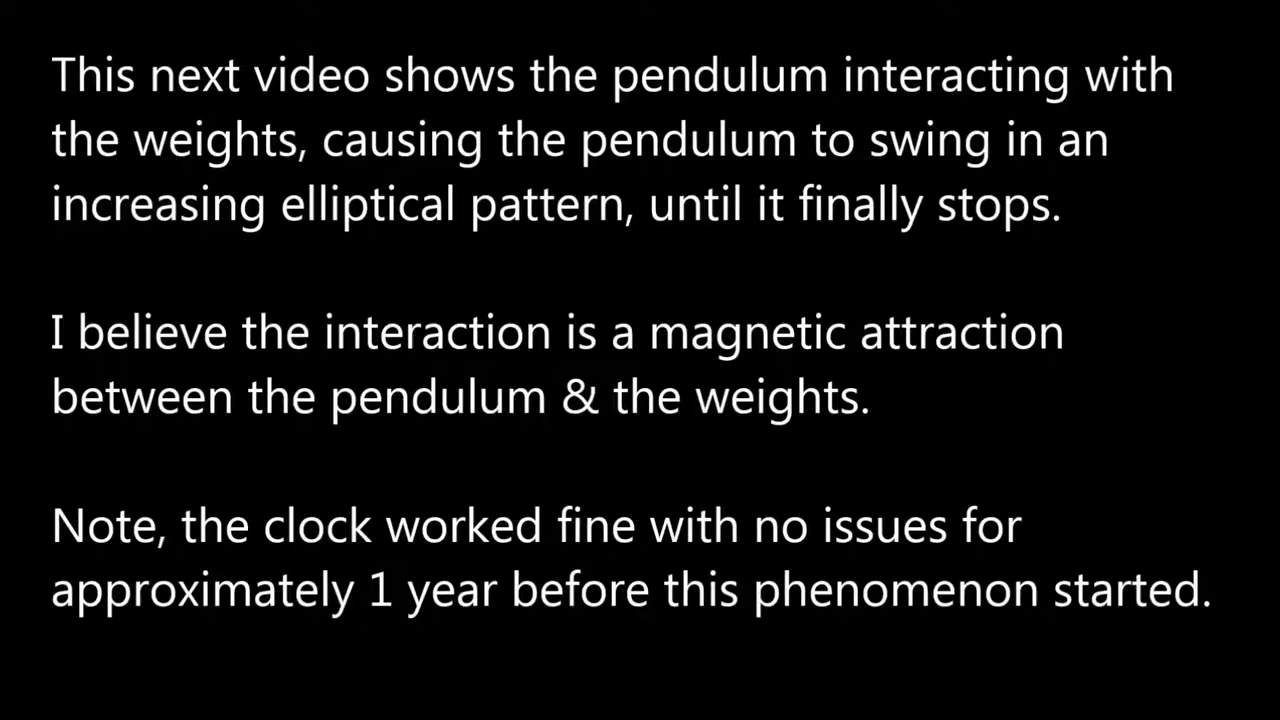 This next video shows the pendulum interacting with
the weights, causing the pendulum to swing in an
increasing elliptical pattern, until it finally stops.
I believe the interaction is a magnetic attraction
between the pendulum & the weights.
Note, the clock worked fine with no issues for
approximately 1 year before this phenomenon started.